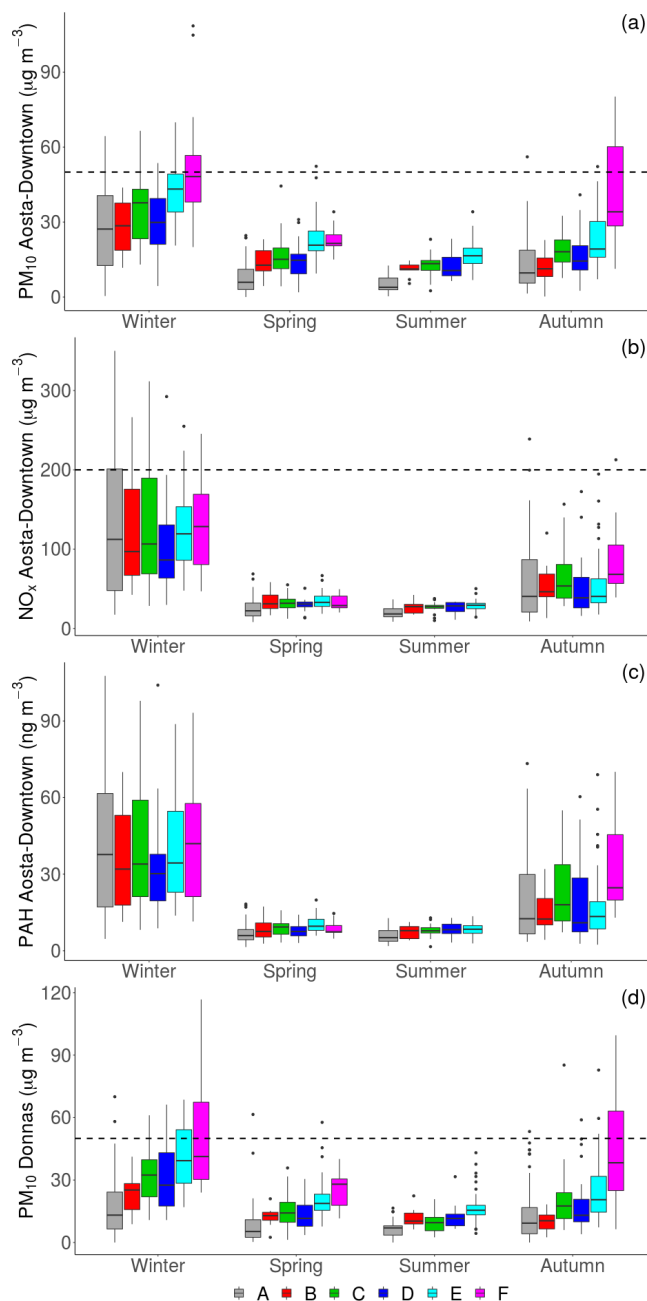 (a)
PM₁₀ Aosta-Downtown (µg m⁻³)
90
60
30
0
Winter Spring Summer Autumn
(b)
NOₓ Aosta-Downtown (µg m⁻³)
300
200
100
0
Winter Spring Summer Autumn
(c)
PAH Aosta-Downtown (ng m⁻³)
90
60
30
0
Winter Spring Summer Autumn
(d)
PM₁₀ Donnas (µg m⁻³)
120
90
60
30
0
Winter Spring Summer Autumn
A B C D E F